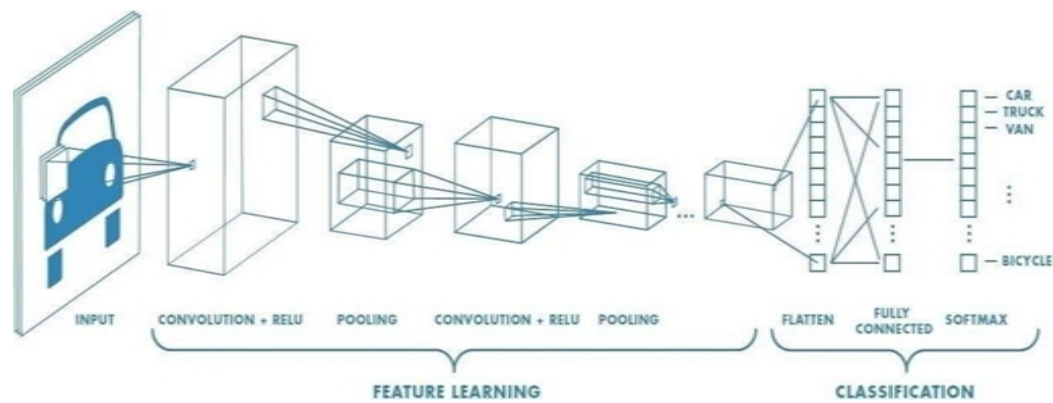 CAR
TRUCK
VAN
BICYCLE
INPUT
CONVOLUTION + RELU
POOLING
CONVOLUTION + RELU
POOLING
FLATTEN
FULLY
CONNECTED
SOFTMAX
FEATURE LEARNING
CLASSIFICATION